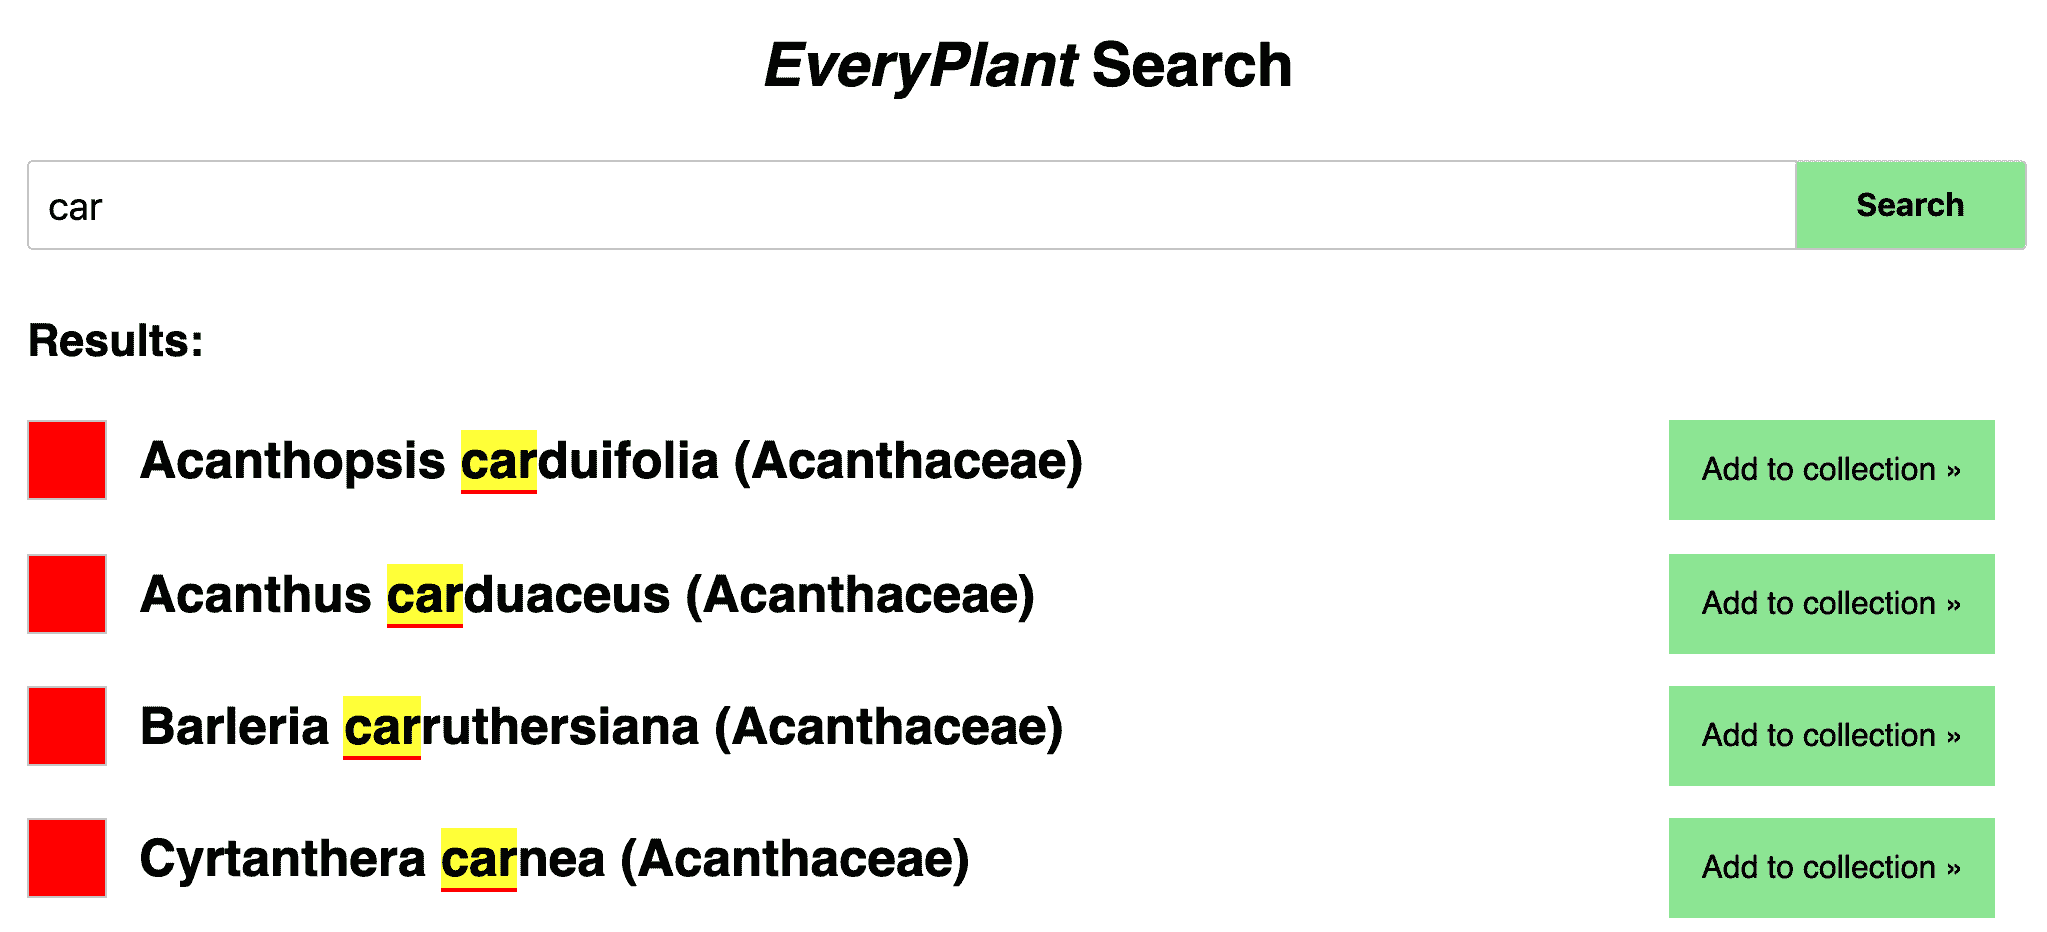 EveryPlant Search
car
Search
Results:
Acanthopsis carduifolia (Acanthaceae)
Add to collection »
Acanthus carduaceus (Acanthaceae)
Add to collection »
Barleria carruthersiana (Acanthaceae)
Add to collection »
Cyrtanthera carnea (Acanthaceae)
Add to collection »